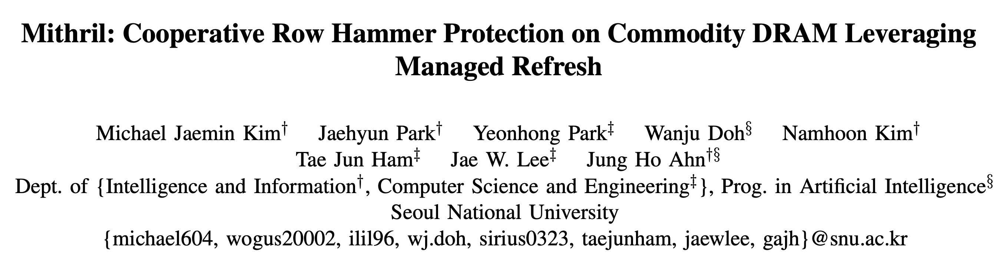 Mithril: Cooperative Row Hammer Protection on Commodity DRAM Leveraging
Managed Refresh
Michael Jaemin Kim† Jaehyun Park† Yeonhong Park‡ Wanju Doh§ Namhoon Kim†
Tae Jun Ham‡ Jae W. Lee‡ Jung Ho Ahn†§
Dept. of {Intelligence and Information†, Computer Science and Engineering‡}, Prog. in Artificial Intelligence§
Seoul National University
{michael604, wogus20002, ilil96, wj.doh, sirius0323, taejunham, jaewlee, gajh}@snu.ac.kr